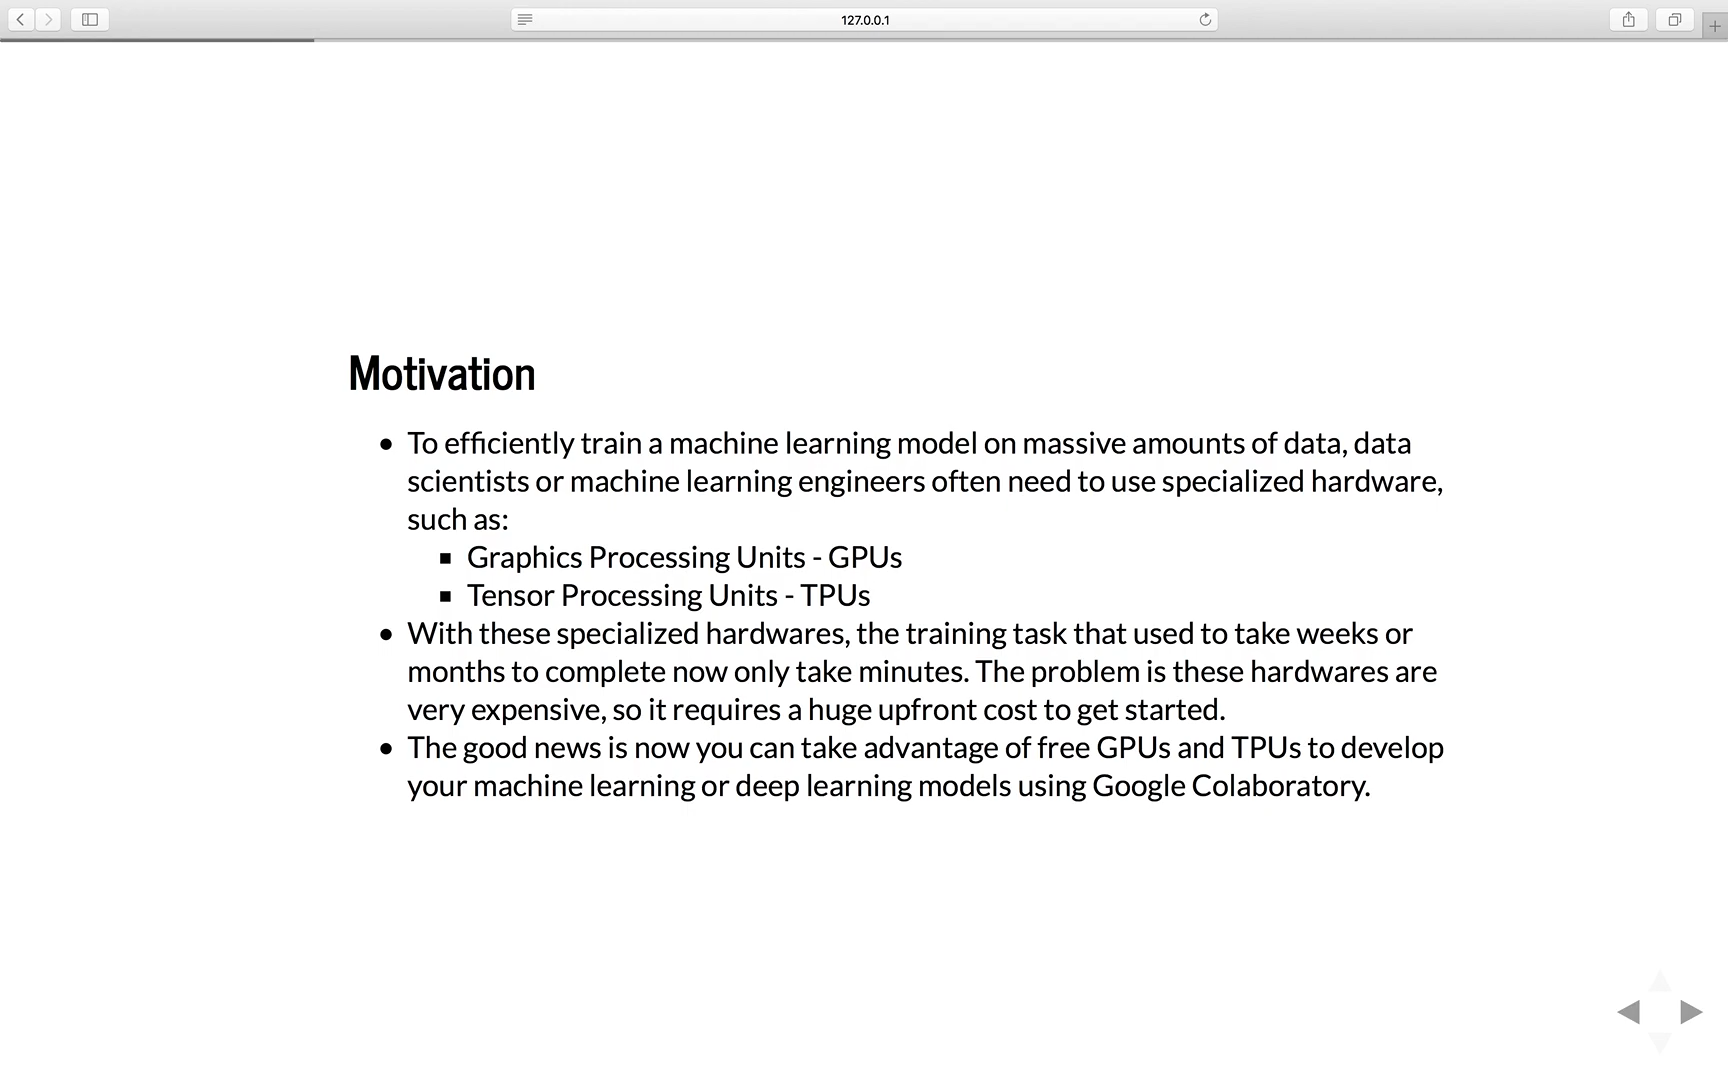 127.0.0.1
Motivation
• To efficiently train a machine learning model on massive amounts of data, data
scientists or machine learning engineers often need to use specialized hardware,
such as:
▪ Graphics Processing Units - GPUs
▪ Tensor Processing Units - TPUs
• With these specialized hardwares, the training task that used to take weeks or
months to complete now only take minutes. The problem is these hardwares are
very expensive, so it requires a huge upfront cost to get started.
• The good news is now you can take advantage of free GPUs and TPUs to develop
your machine learning or deep learning models using Google Colaboratory.